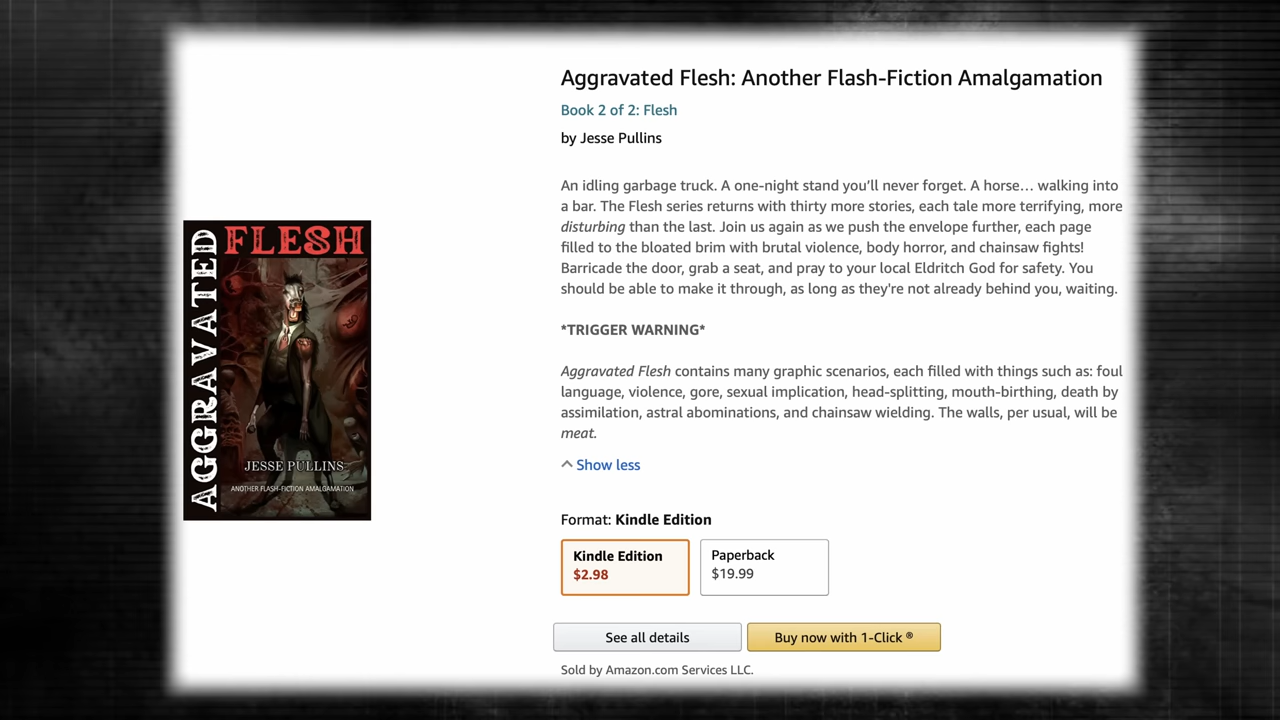 Aggravated Flesh: Another Flash-Fiction Amalgamation
Book 2 of 2: Flesh
by Jesse Pullins
An idling garbage truck. A one-night stand you’ll never forget. A horse… walking into
a bar. The Flesh series returns with thirty more stories, each tale more terrifying, more
disturbing than the last. Join us again as we push the envelope further, each page
filled to the bloated brim with brutal violence, body horror, and chainsaw fights!
Barricade the door, grab a seat, and pray to your local Eldritch God for safety. You
should be able to make it through, as long as they're not already behind you, waiting.
*TRIGGER WARNING*
Aggravated Flesh contains many graphic scenarios, each filled with things such as: foul
language, violence, gore, sexual implication, head-splitting, mouth-birthing, death by
assimilation, astral abominations, and chainsaw wielding. The walls, per usual, will be
meat.
Show less
Format: Kindle Edition
Kindle Edition
$2.98
Paperback
$19.99
See all details
Buy now with 1-Click ®
Sold by Amazon.com Services LLC.
AGGRAVATED
FLESH
JESSE PULLINS
ANOTHER FLASH-FICTION AMALGAMATION